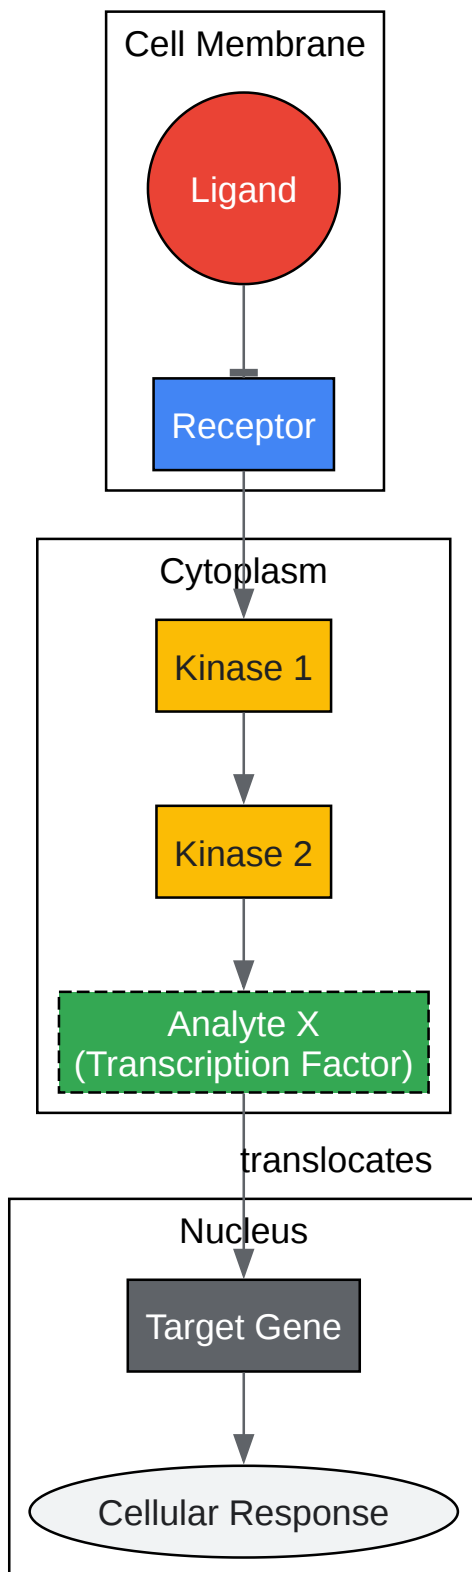 Cell Membrane
Ligand
Receptor
Cytoplasm
Kinase 1
Kinase 2
Analyte X
(Transcription Factor)
translocates
Nucleus
Target Gene
Cellular Response